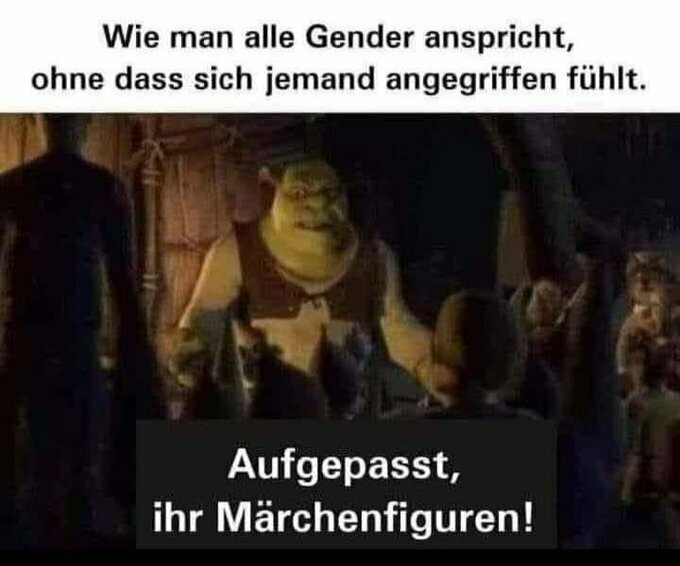 Wie man alle Gender anspricht,
ohne dass sich jemand angegriffen fühlt.
Aufgepasst,
ihr Märchenfiguren!